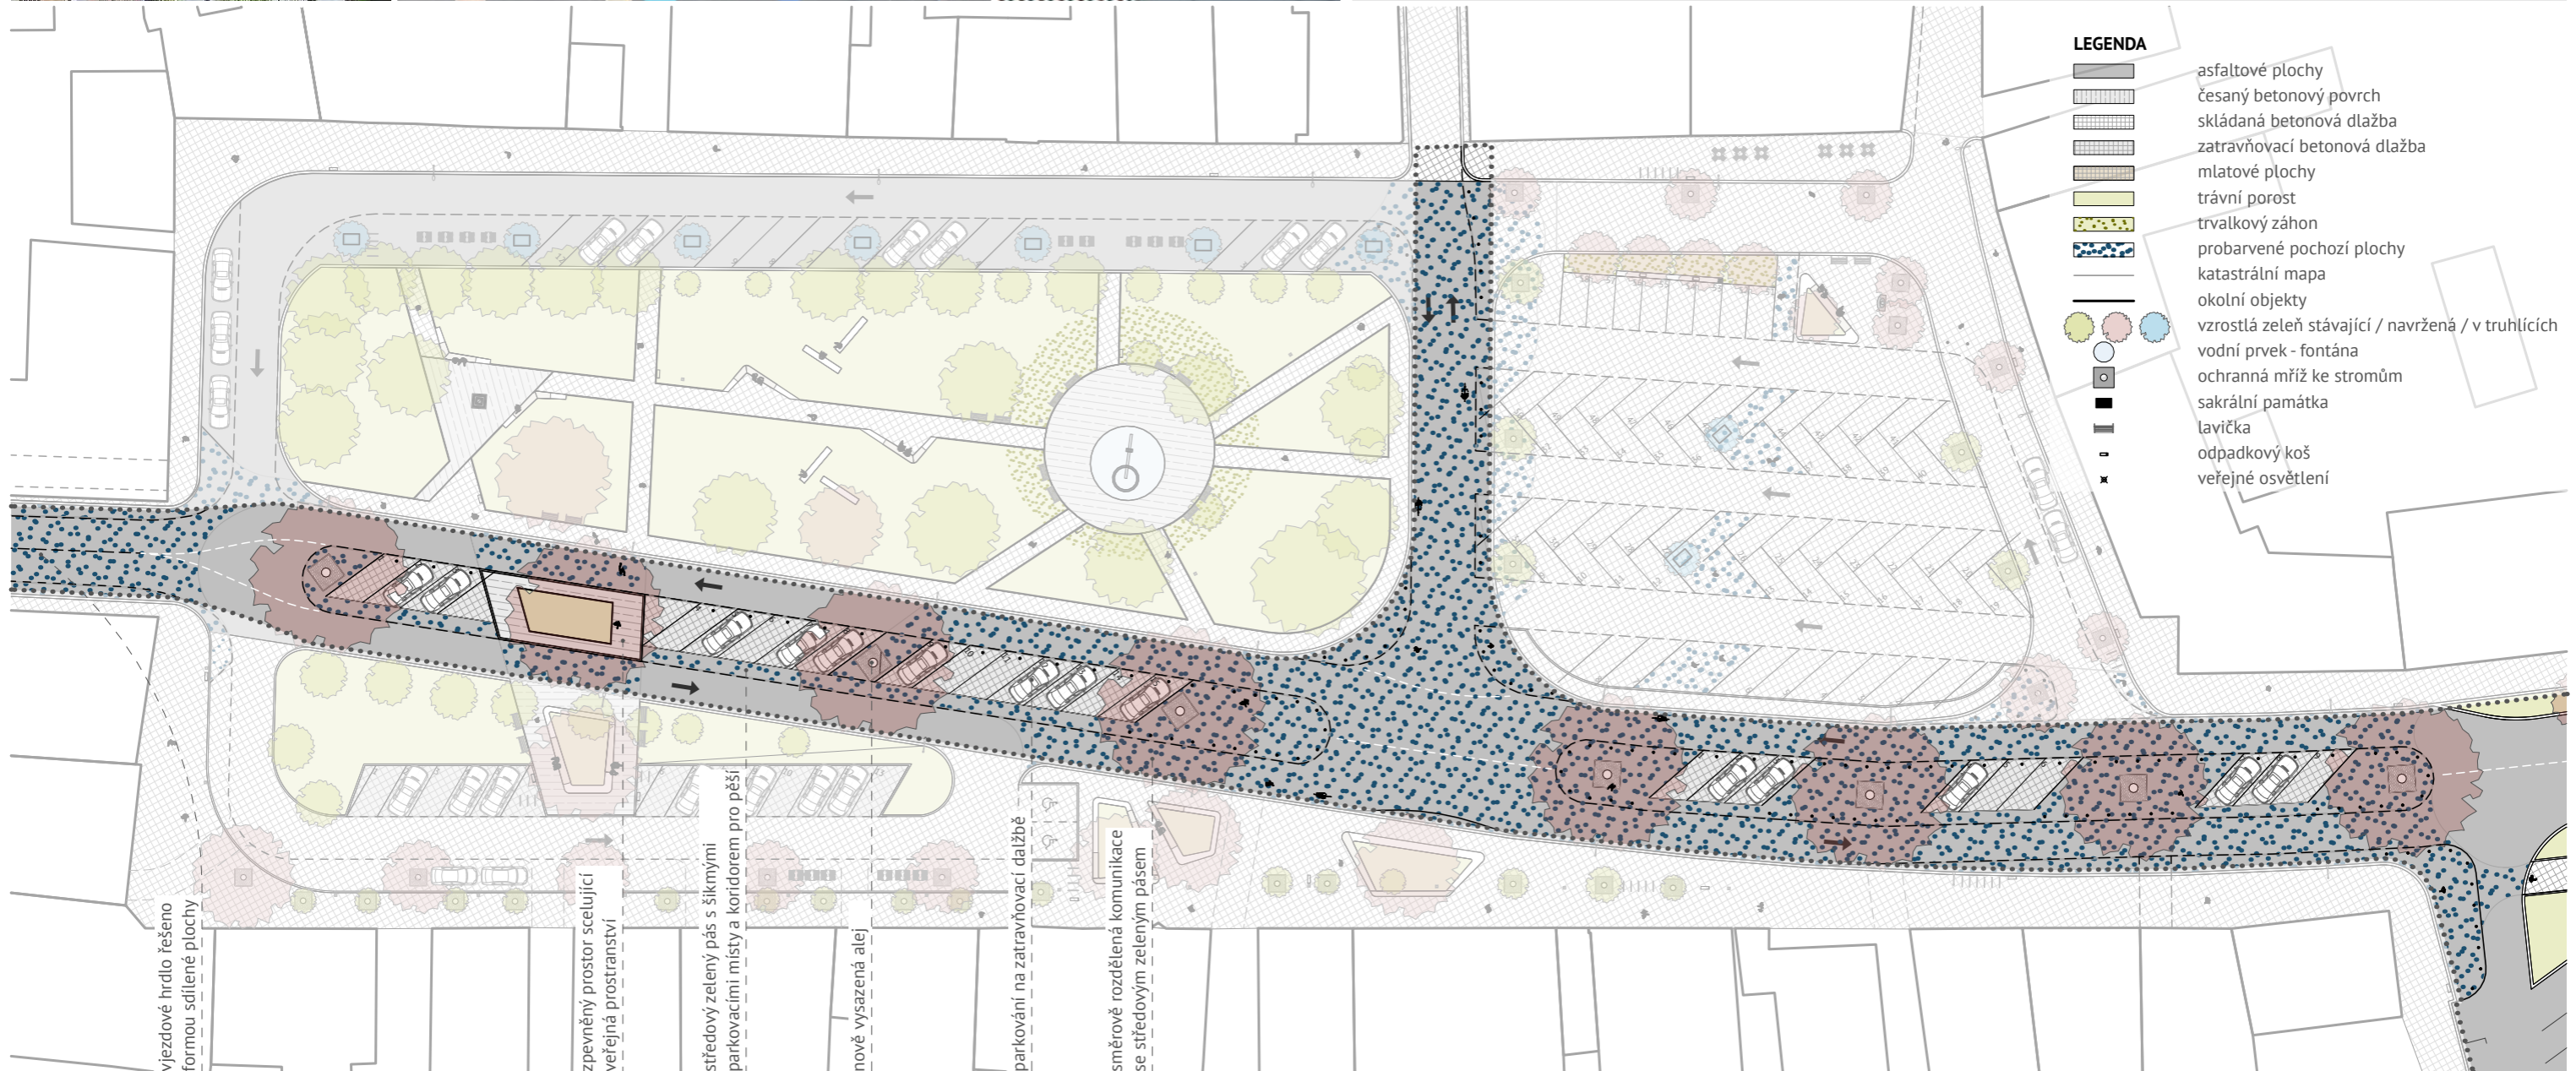 LEGENDA
asfaltové plochy
česaný betonový povrch
skládaná betonová dlažba
zatravňovací betonová dlažba
mlatové plochy
trávní porost
trvalkový záhon
probarvené pochozí plochy
katastrální mapa
okolní objekty
vzrostlá zeleň stávající / navržená / v truhlících
vodní prvek - fontána
ochranná mříž ke stromům
sakrální památka
lavička
odpadkový koš
veřejné osvětlení
vjezdové hrdlo řešeno
formou sdílené plochy
zpevněný prostor scelující
veřejná prostranství
středový zelený pás s šikmými
parkovacími místy a koridorem pro pěší
nově vysazená alej
parkování na zatravňovací dalžbě
směrově rozdělená komunikace
se středovým zeleným pásem